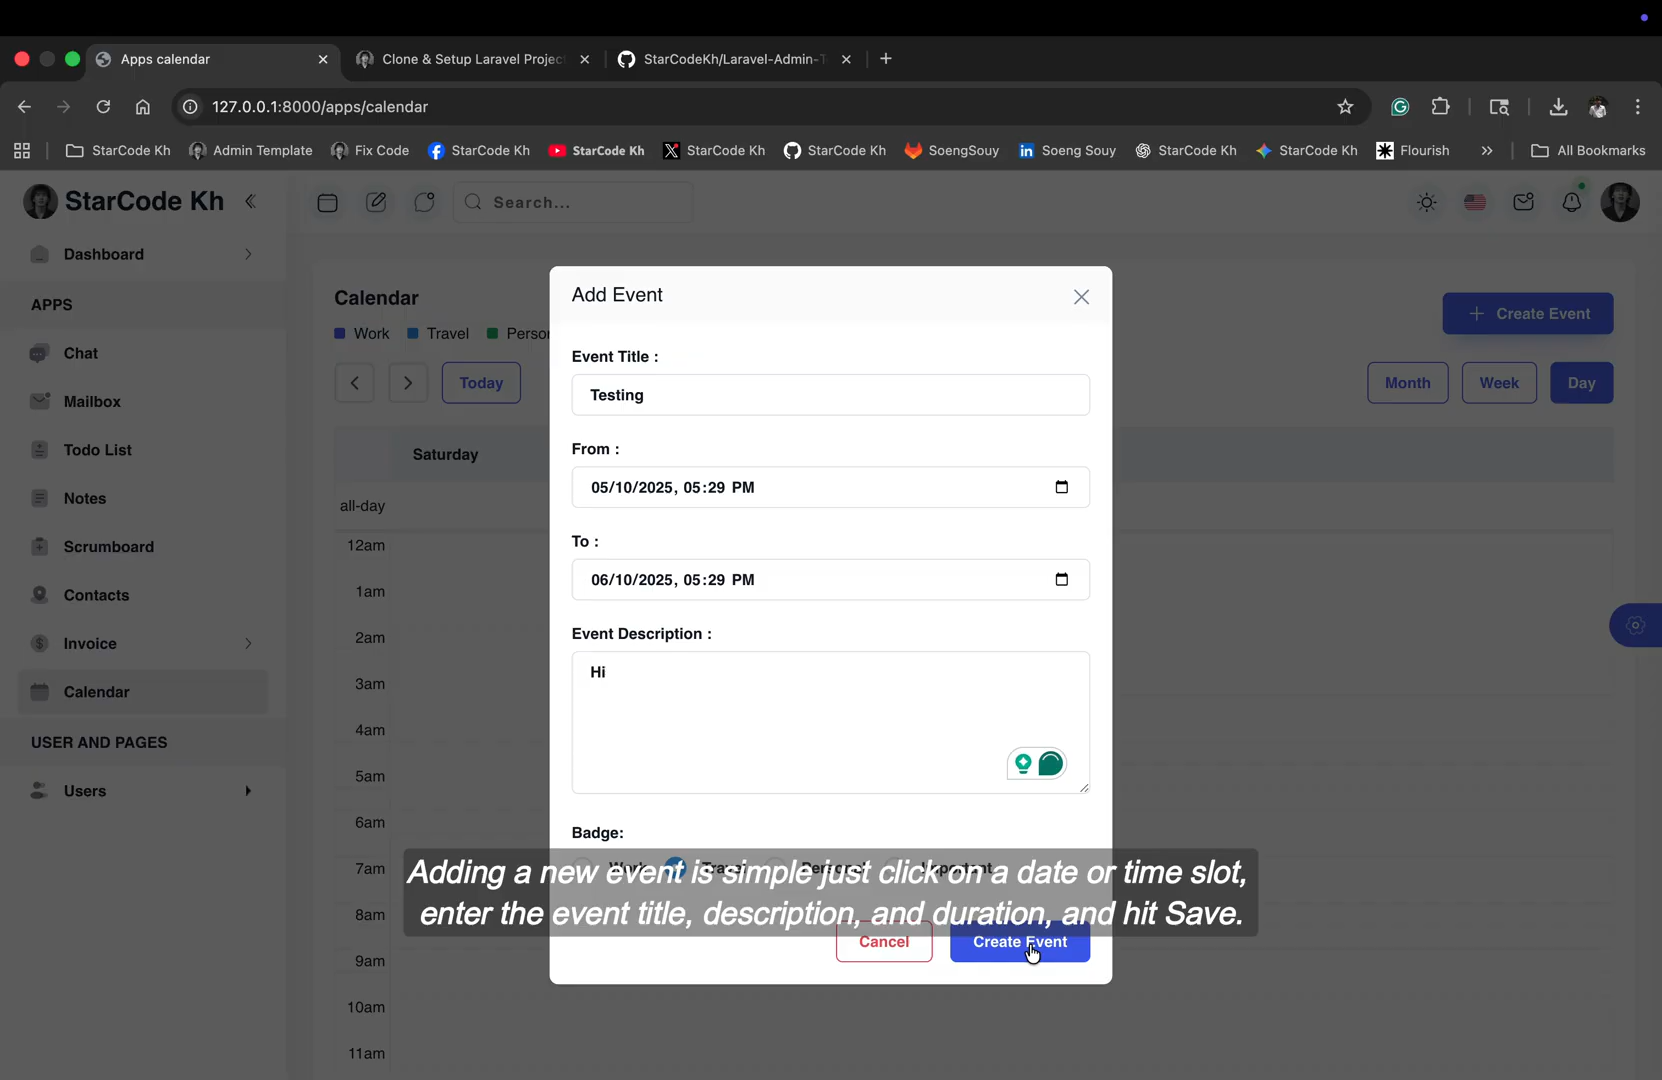 Apps calendar
Clone & Setup Laravel Projec
StarCodeKh/Laravel-Admin-T
127.0.0.1:8000/apps/calendar
StarCode Kh
Admin Template
Fix Code
StarCode Kh
StarCode Kh
StarCode Kh
StarCode Kh
SoengSouy
Soeng Souy
StarCode Kh
StarCode Kh
Flourish
All Bookmarks
StarCode Kh
Search...
Dashboard
APPS
Chat
Mailbox
Todo List
Notes
Scrumboard
Contacts
Invoice
Calendar
USER AND PAGES
Users
Calendar
Work
Travel
Person
Create Event
Today
Month
Week
Day
Saturday
all-day
12am
1am
2am
3am
4am
5am
6am
7am
8am
9am
10am
11am
Add Event
Event Title :
Testing
From :
05/10/2025, 05:29 PM
To :
06/10/2025, 05:29 PM
Event Description :
Hi
Badge:
Work
Travel
Personal
Important
Adding a new event is simple just click on a date or time slot,
enter the event title, description, and duration, and hit Save.
Cancel
Create Event